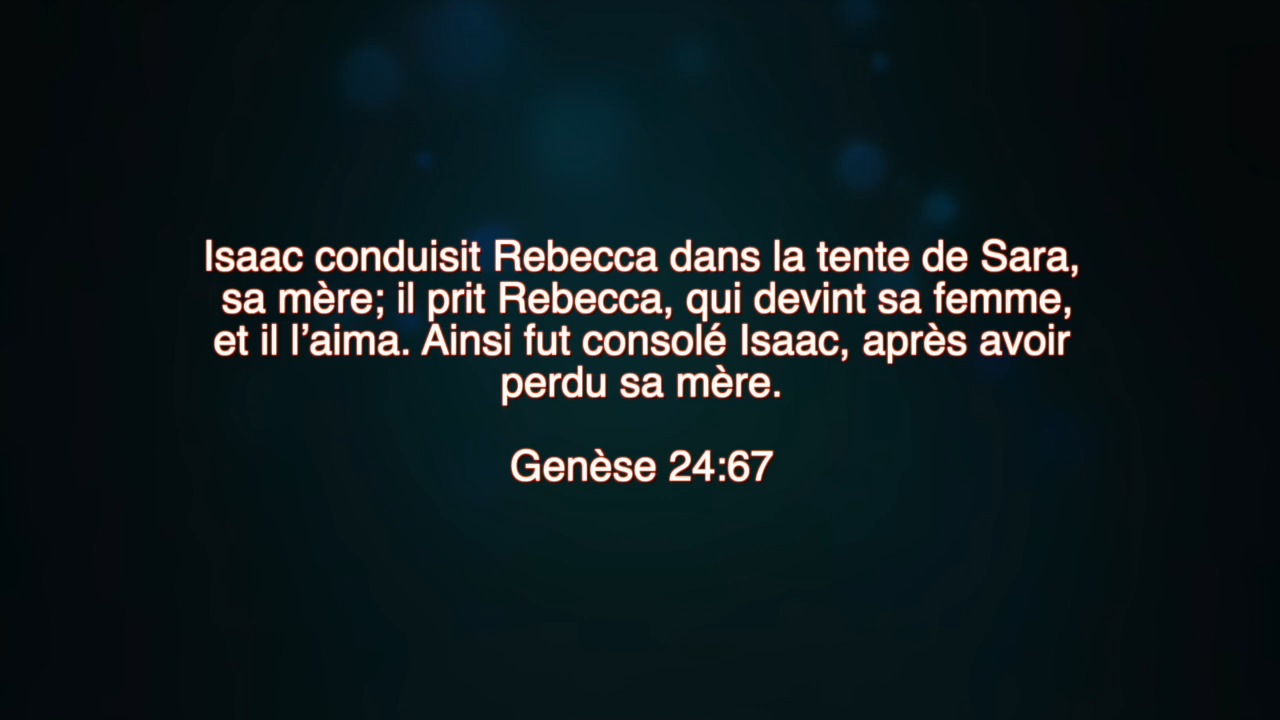 Isaac conduisit Rebecca dans la tente de Sara,
sa mère; il prit Rebecca, qui devint sa femme,
et il l’aima. Ainsi fut consolé Isaac, après avoir
perdu sa mère.
Genèse 24:67